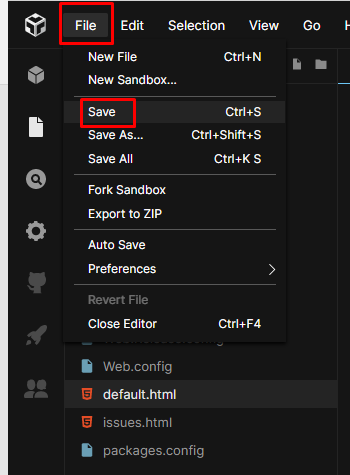 File Edit Selection View Go
New File Ctrl+N
New Sandbox...
Save Ctrl+S
Save As... Ctrl+Shift+S
Save All Ctrl+K S
Fork Sandbox
Export to ZIP
Auto Save
Preferences
Revert File
Close Editor Ctrl+F4
Web.config
default.html
issues.html
packages.config